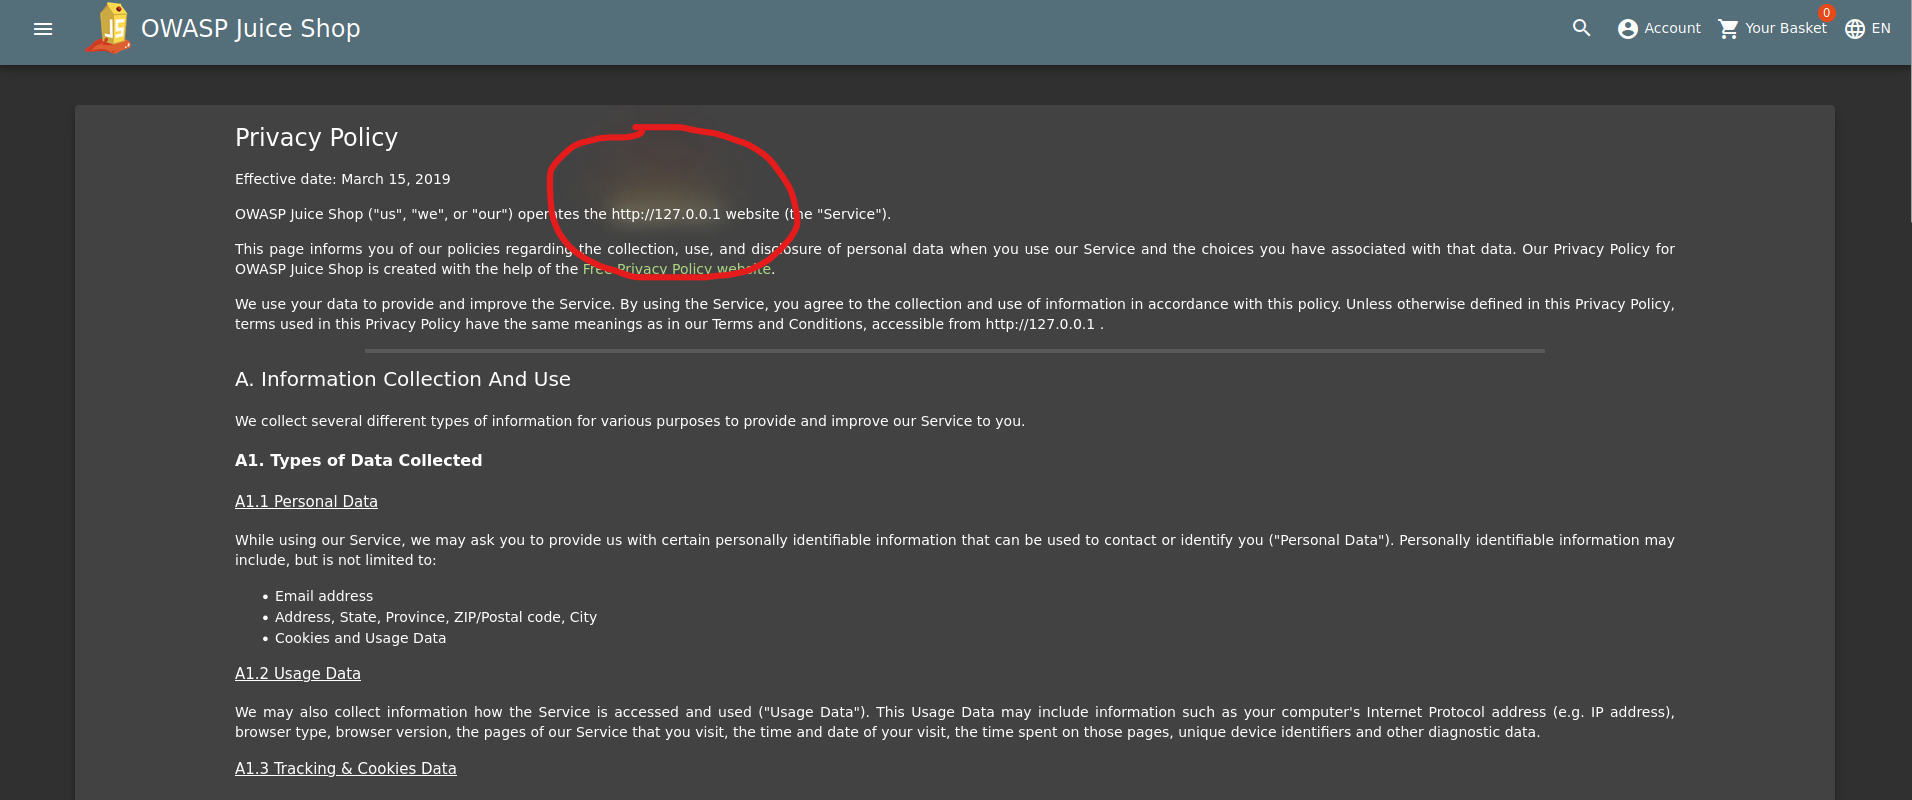 OWASP Juice Shop
Account
Your Basket
0
EN
Privacy Policy
Effective date: March 15, 2019
OWASP Juice Shop ("us", "we", or "our") operates the http://127.0.0.1 website (the "Service").
This page informs you of our policies regarding the collection, use, and disclosure of personal data when you use our Service and the choices you have associated with that data. Our Privacy Policy for
OWASP Juice Shop is created with the help of the Free Privacy Policy website.
We use your data to provide and improve the Service. By using the Service, you agree to the collection and use of information in accordance with this policy. Unless otherwise defined in this Privacy Policy,
terms used in this Privacy Policy have the same meanings as in our Terms and Conditions, accessible from http://127.0.0.1 .
A. Information Collection And Use
We collect several different types of information for various purposes to provide and improve our Service to you.
A1. Types of Data Collected
A1.1 Personal Data
While using our Service, we may ask you to provide us with certain personally identifiable information that can be used to contact or identify you ("Personal Data"). Personally identifiable information may
include, but is not limited to:
• Email address
• Address, State, Province, ZIP/Postal code, City
• Cookies and Usage Data
A1.2 Usage Data
We may also collect information how the Service is accessed and used ("Usage Data"). This Usage Data may include information such as your computer's Internet Protocol address (e.g. IP address),
browser type, browser version, the pages of our Service that you visit, the time and date of your visit, the time spent on those pages, unique device identifiers and other diagnostic data.
A1.3 Tracking & Cookies Data